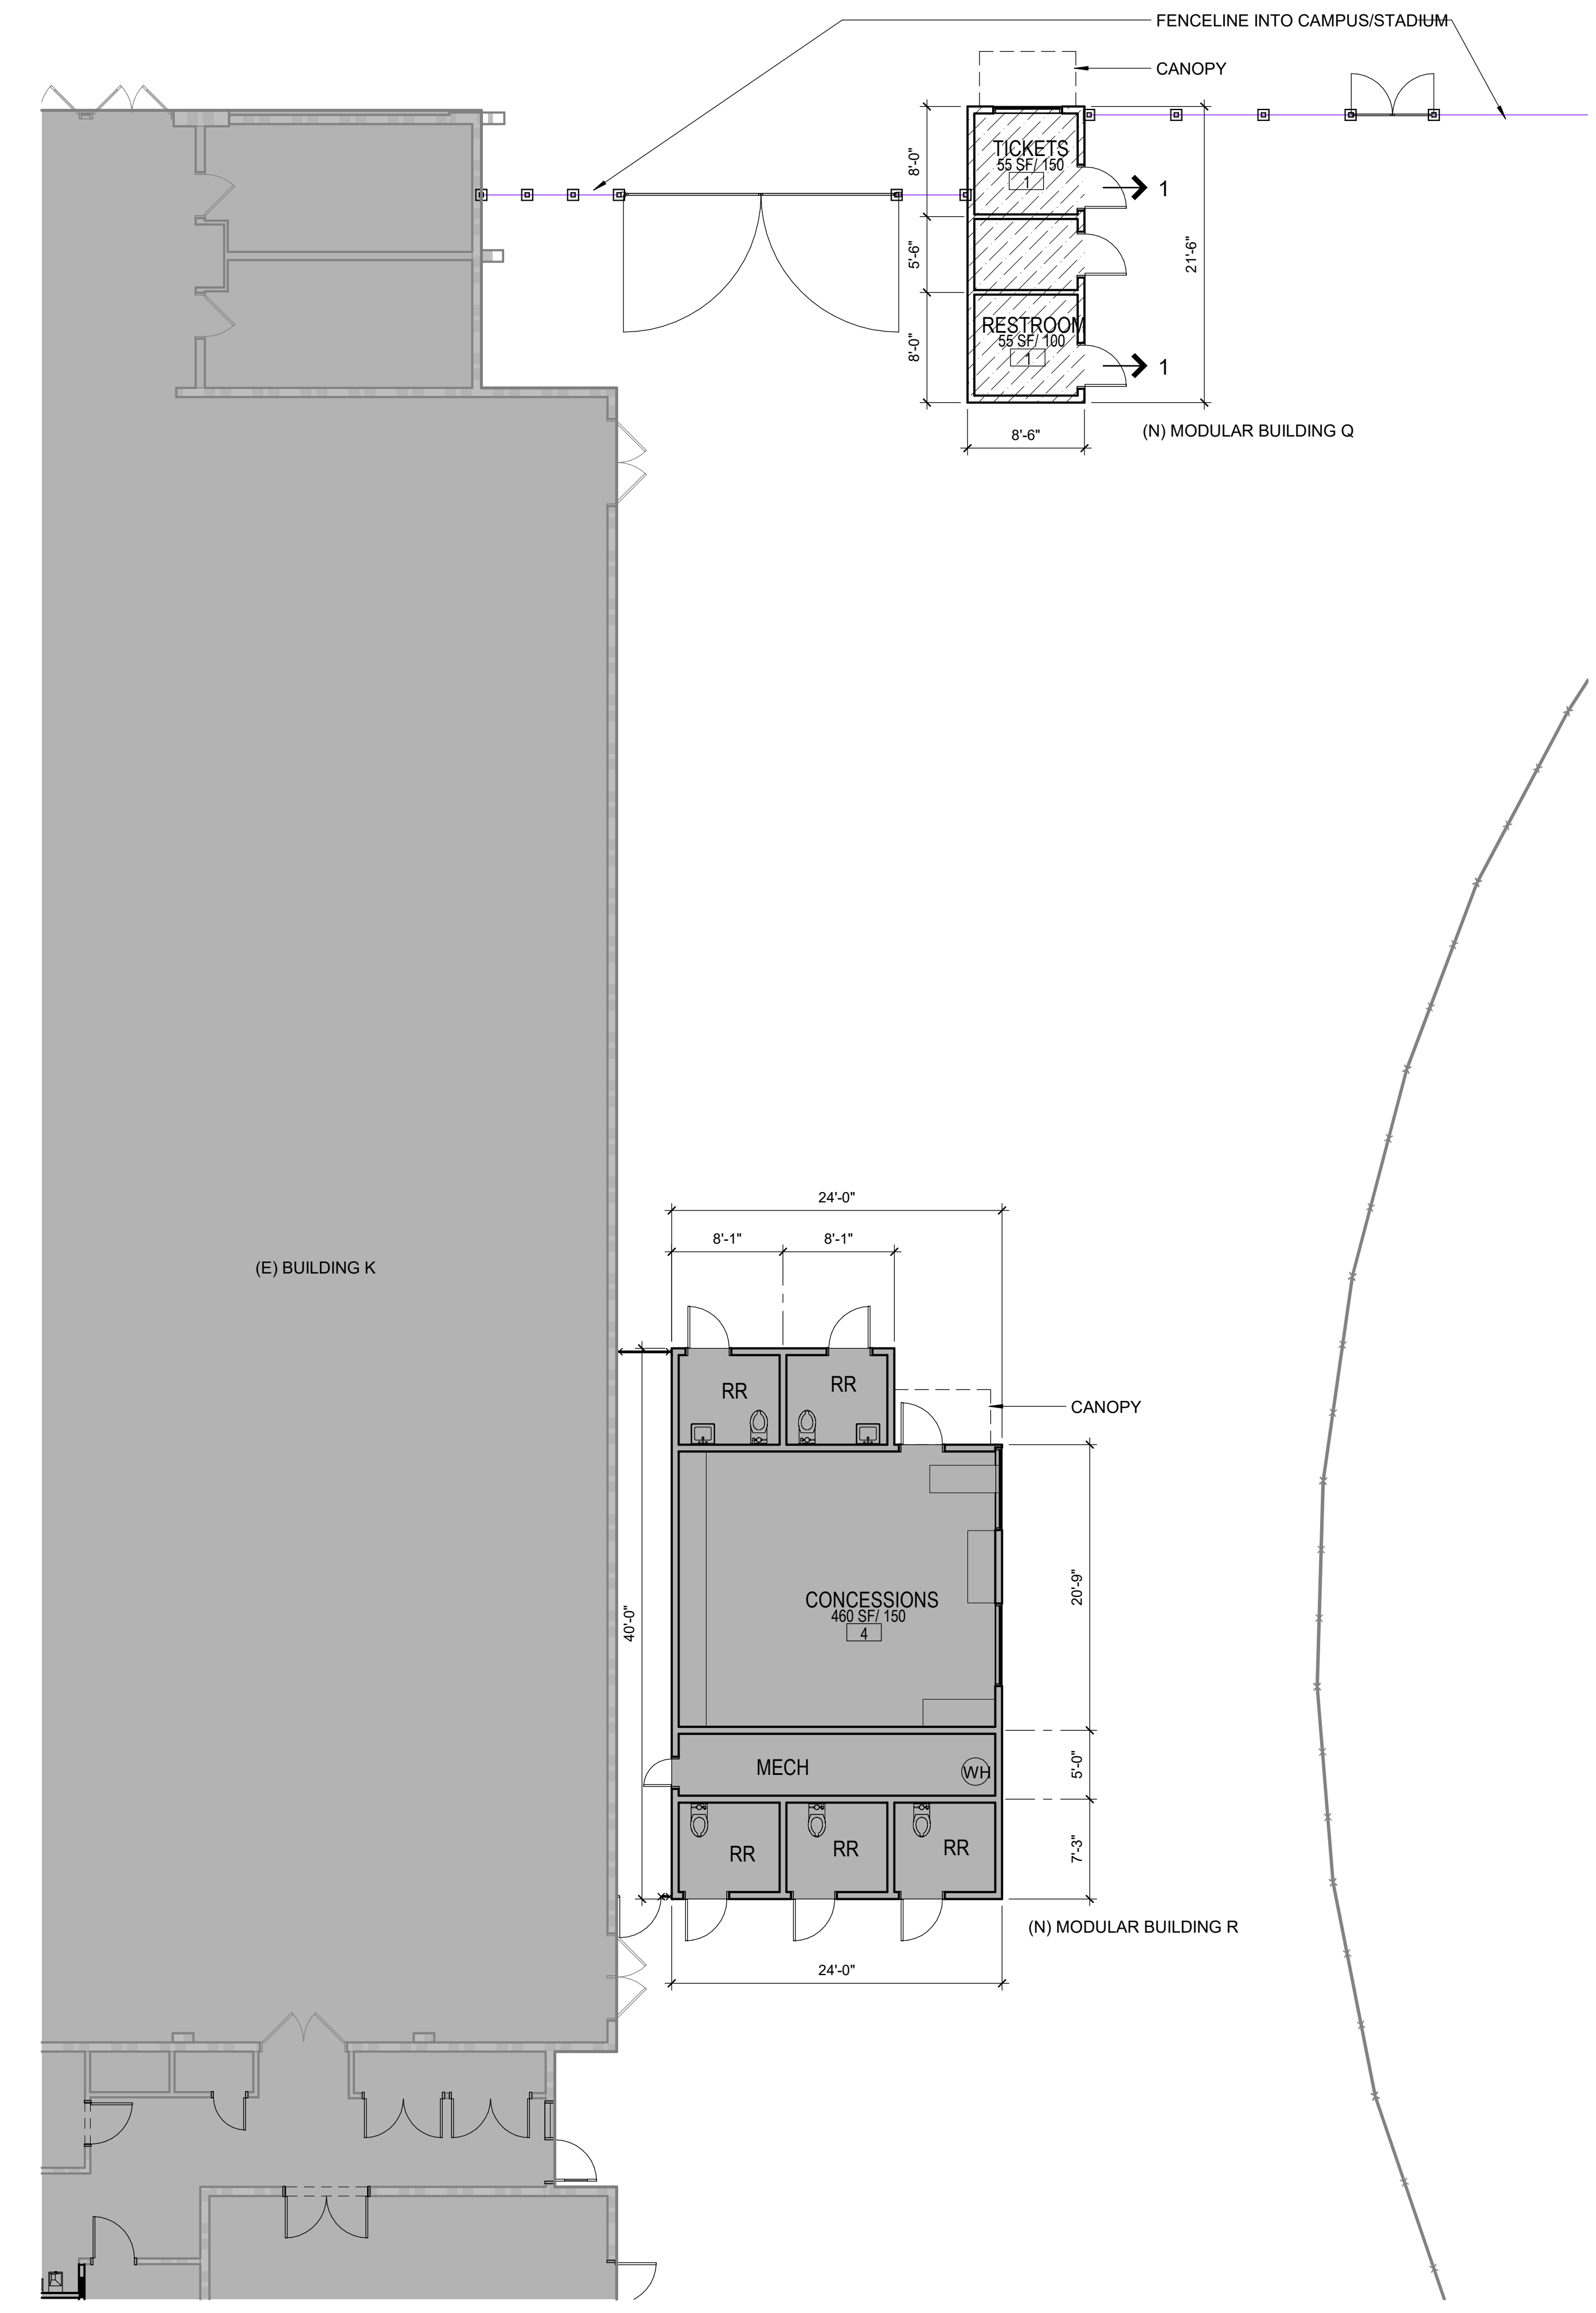 FENCELINE INTO CAMPUS/STADIUM
CANOPY
TICKETS
55 SF/ 150
1
1
8'-0"
5'-6"
21'-6"
RESTROOM
55 SF/ 100
1
1
8'-0"
8'-6"
(N) MODULAR BUILDING Q
24'-0"
8'-1"
8'-1"
(E) BUILDING K
RR
RR
CANOPY
CONCESSIONS
460 SF/ 150
4
20'-9"
40'-0"
MECH
WH
5'-0"
RR
RR
RR
7'-3"
(N) MODULAR BUILDING R
24'-0"